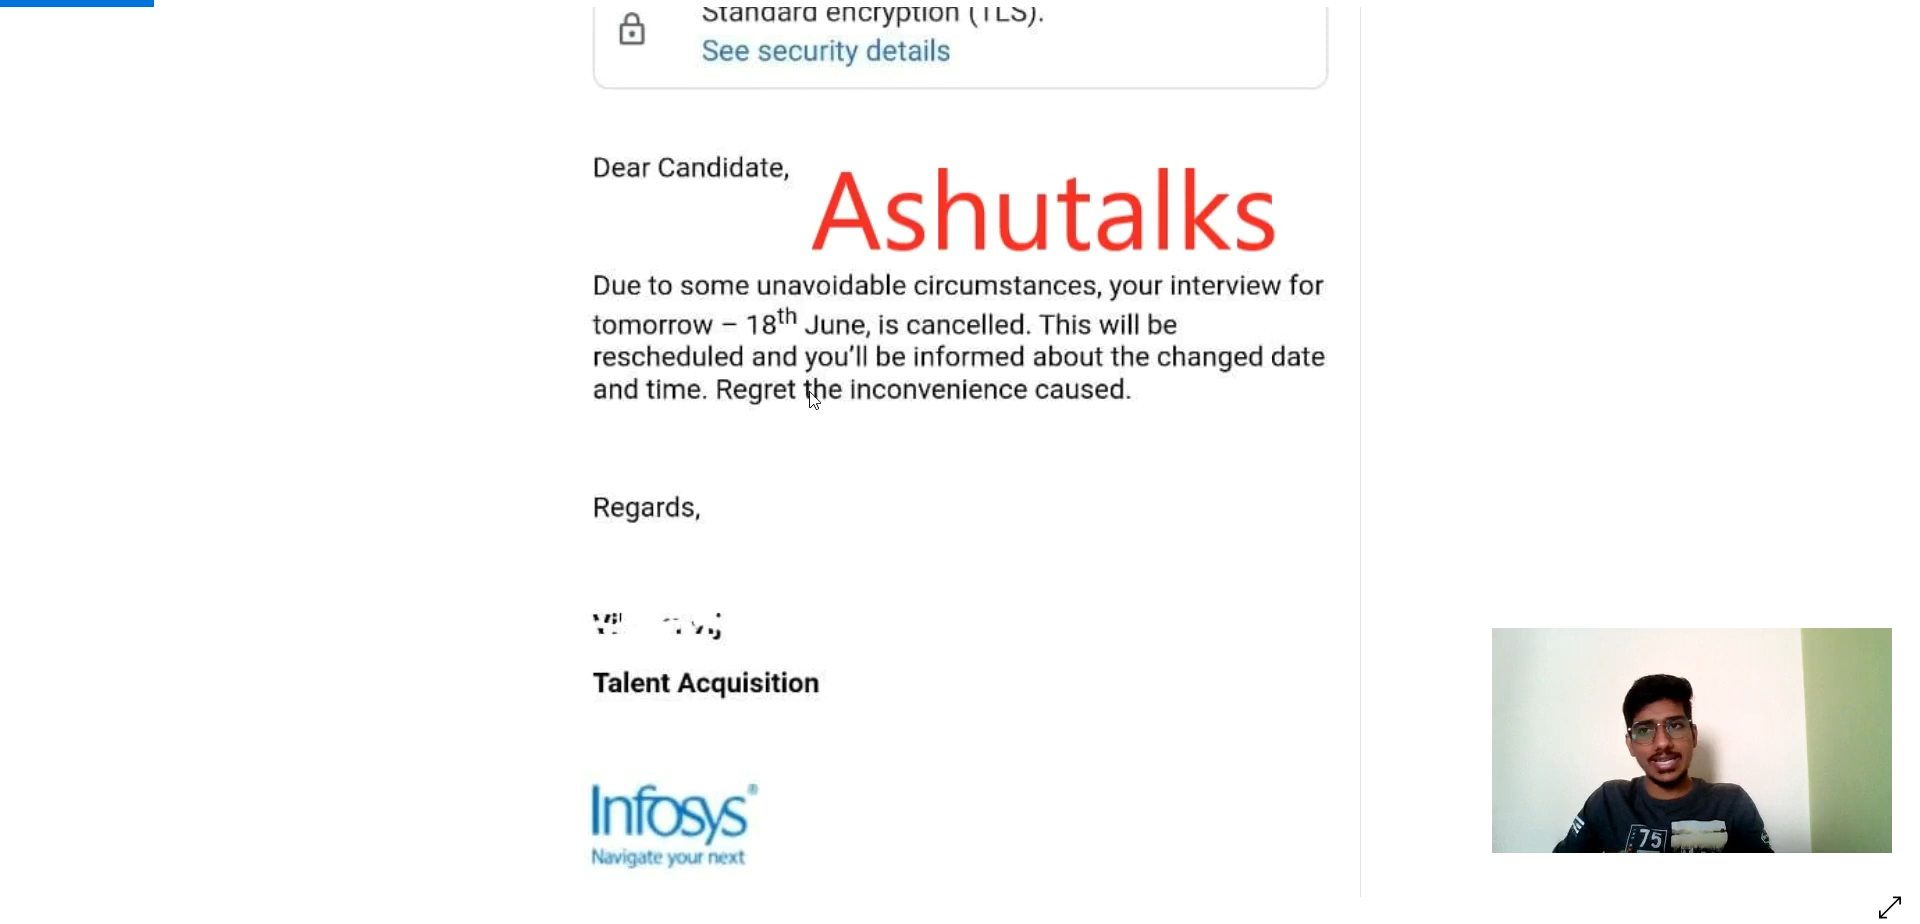 Standard encryption (TLS).
See security details
Dear Candidate,
Ashutalks
Due to some unavoidable circumstances, your interview for
tomorrow – 18th June, is cancelled. This will be
rescheduled and you'll be informed about the changed date
and time. Regret the inconvenience caused.
Regards,
Talent Acquisition
Infosys®
Navigate your next
75